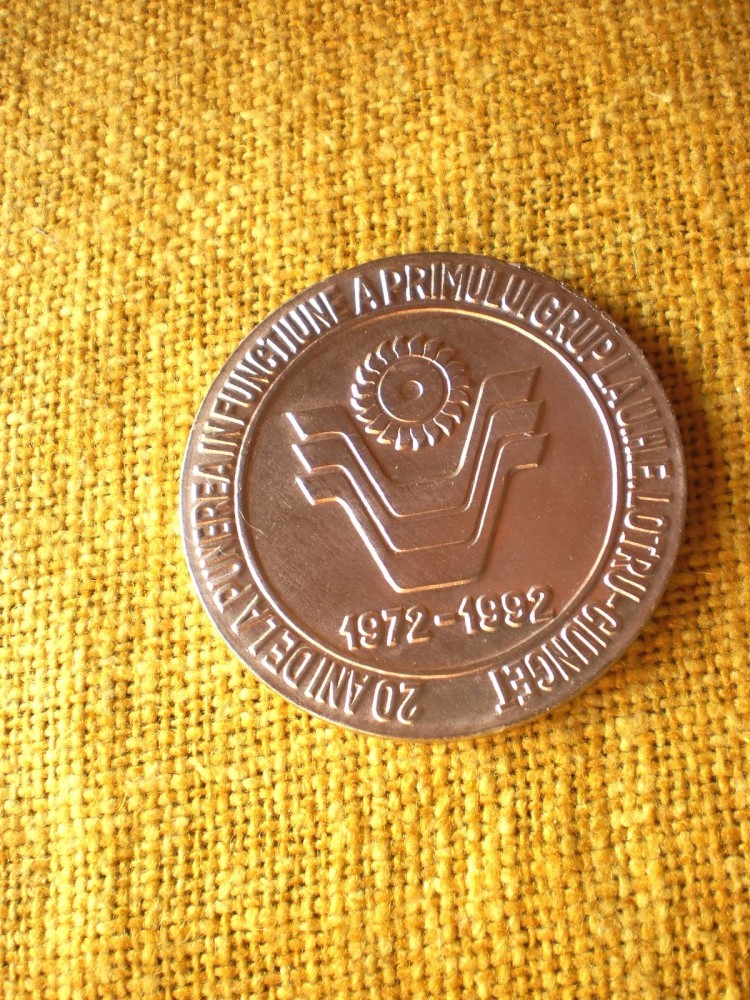 20 ANI DE LA PUNEREA IN FUNCTIUNE A PRIMULUI GRUP LA U.H.E. LOTRU-CIUNGET
1972-1992